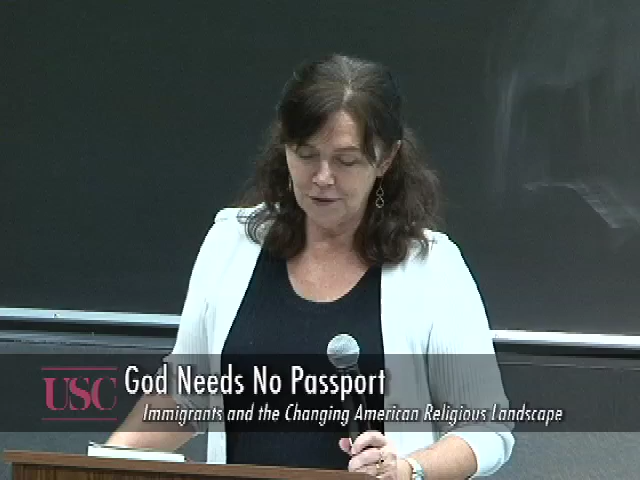 USC
God Needs No Passport
Immigrants and the Changing American Religious Landscape